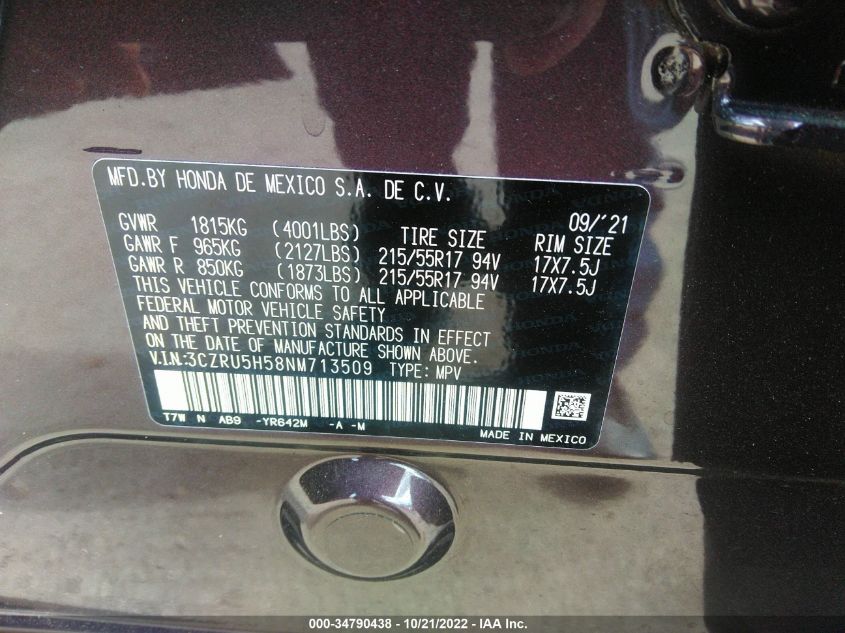 MFD.BY HONDA DE MEXICO S.A. DE C.V.
09/'21
GVWR 1815KG (4001LBS) TIRE SIZE RIM SIZE
GAWR F 965KG (2127LBS) 215/55R17 94V 17X7.5J
GAWR R 850KG (1873LBS) 215/55R17 94V 17X7.5J
THIS VEHICLE CONFORMS TO ALL APPLICABLE
FEDERAL MOTOR VEHICLE SAFETY
AND THEFT PREVENTION STANDARDS IN EFFECT
ON THE DATE OF MANUFACTURE SHOWN ABOVE.
V.I.N:3CZRU5H58NM713509 TYPE: MPV
T7W N AB9 -YR642M -A -M
MADE IN MEXICO
000-34790438 - 10/21/2022 - IAA Inc.